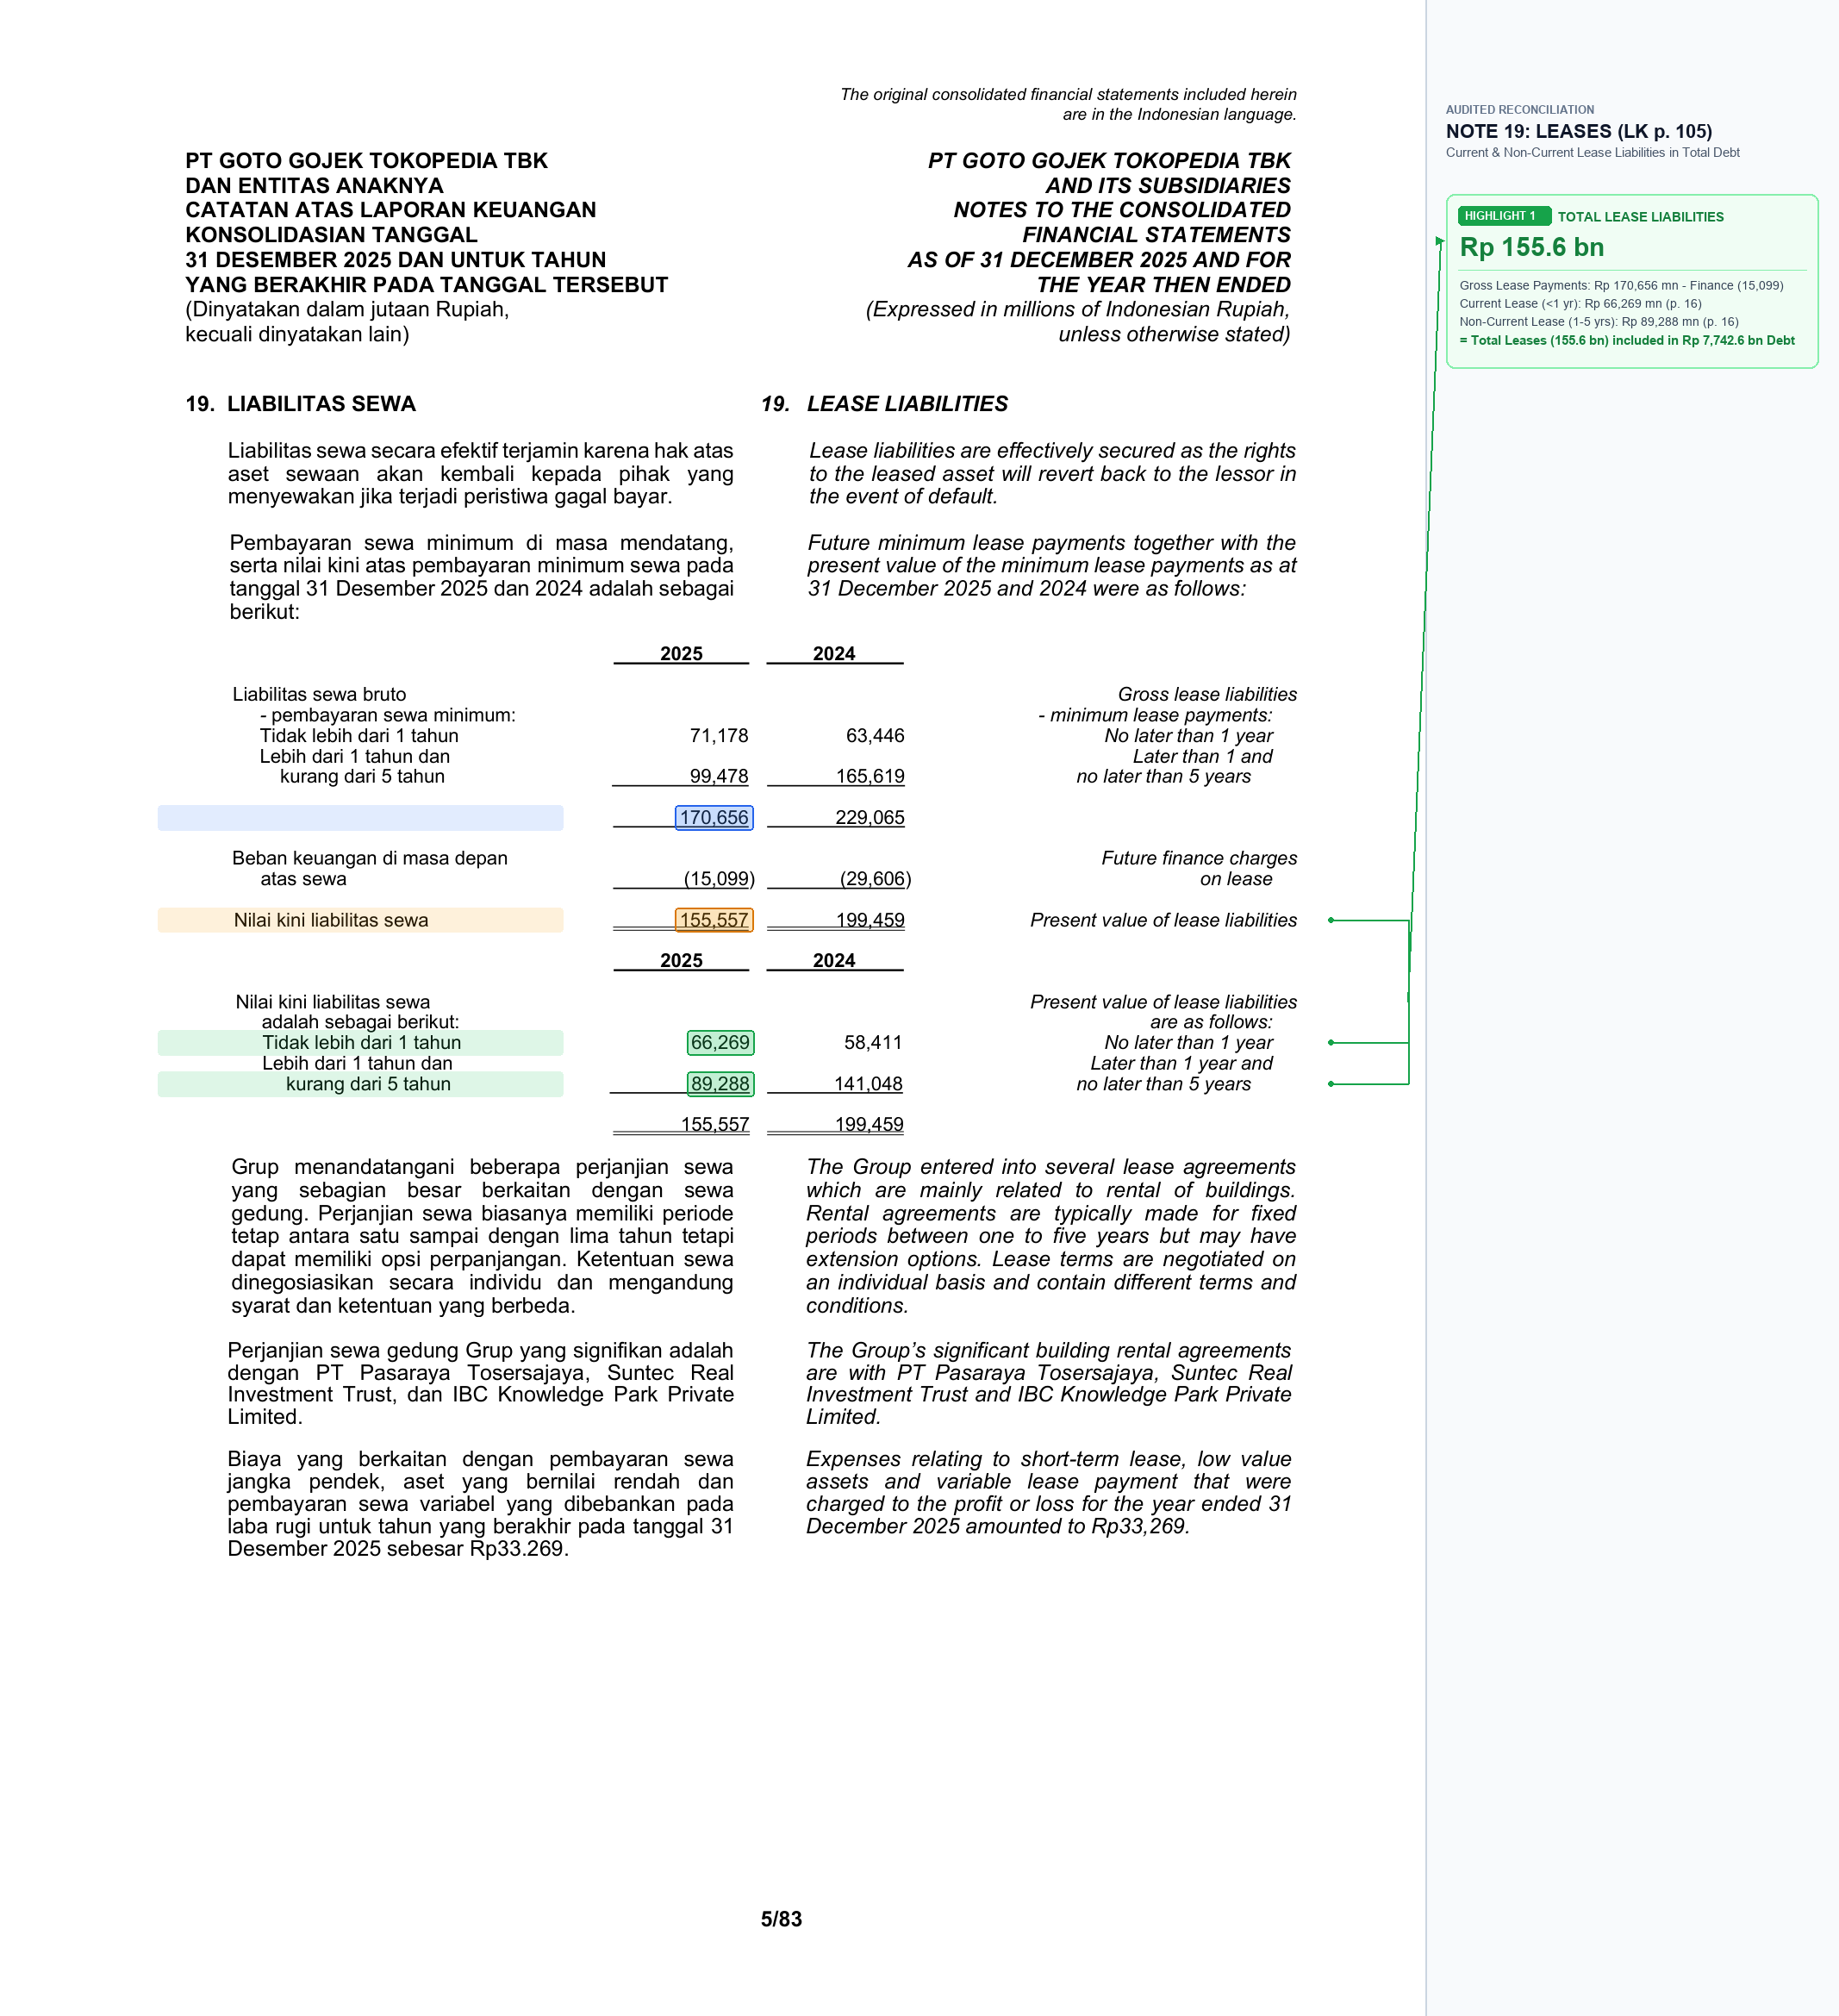 The original consolidated financial statements included herein
are in the Indonesian language.
PT GOTO GOJEK TOKOPEDIA TBK
DAN ENTITAS ANAKNYA
CATATAN ATAS LAPORAN KEUANGAN
KONSOLIDASIAN TANGGAL
31 DESEMBER 2025 DAN UNTUK TAHUN
YANG BERAKHIR PADA TANGGAL TERSEBUT
(Dinyatakan dalam jutaan Rupiah,
kecuali dinyatakan lain)
PT GOTO GOJEK TOKOPEDIA TBK
AND ITS SUBSIDIARIES
NOTES TO THE CONSOLIDATED
FINANCIAL STATEMENTS
AS OF 31 DECEMBER 2025 AND FOR
THE YEAR THEN ENDED
(Expressed in millions of Indonesian Rupiah,
unless otherwise stated)
19. LIABILITAS SEWA
Liabilitas sewa secara efektif terjamin karena hak atas
aset sewaan akan kembali kepada pihak yang
menyewakan jika terjadi peristiwa gagal bayar.
Pembayaran sewa minimum di masa mendatang,
serta nilai kini atas pembayaran minimum sewa pada
tanggal 31 Desember 2025 dan 2024 adalah sebagai
berikut:
19. LEASE LIABILITIES
Lease liabilities are effectively secured as the rights
to the leased asset will revert back to the lessor in
the event of default.
Future minimum lease payments together with the
present value of the minimum lease payments as at
31 December 2025 and 2024 were as follows:
2025 2024
Liabilitas sewa bruto Gross lease liabilities
- pembayaran sewa minimum: - minimum lease payments:
Tidak lebih dari 1 tahun 71,178 63,446 No later than 1 year
Lebih dari 1 tahun dan Later than 1 and
kurang dari 5 tahun 99,478 165,619 no later than 5 years
170,656 229,065
Beban keuangan di masa depan Future finance charges
atas sewa (15,099) (29,606) on lease
Nilai kini liabilitas sewa 155,557 199,459 Present value of lease liabilities
2025 2024
Nilai kini liabilitas sewa Present value of lease liabilities
adalah sebagai berikut: are as follows:
Tidak lebih dari 1 tahun 66,269 58,411 No later than 1 year
Lebih dari 1 tahun dan Later than 1 year and
kurang dari 5 tahun 89,288 141,048 no later than 5 years
155,557 199,459
Grup menandatangani beberapa perjanjian sewa
yang sebagian besar berkaitan dengan sewa
gedung. Perjanjian sewa biasanya memiliki periode
tetap antara satu sampai dengan lima tahun tetapi
dapat memiliki opsi perpanjangan. Ketentuan sewa
dinegosiasikan secara individu dan mengandung
syarat dan ketentuan yang berbeda.
Perjanjian sewa gedung Grup yang signifikan adalah
dengan PT Pasaraya Tosersajaya, Suntec Real
Investment Trust, dan IBC Knowledge Park Private
Limited.
Biaya yang berkaitan dengan pembayaran sewa
jangka pendek, aset yang bernilai rendah dan
pembayaran sewa variabel yang dibebankan pada
laba rugi untuk tahun yang berakhir pada tanggal 31
Desember 2025 sebesar Rp33.269.
The Group entered into several lease agreements
which are mainly related to rental of buildings.
Rental agreements are typically made for fixed
periods between one to five years but may have
extension options. Lease terms are negotiated on
an individual basis and contain different terms and
conditions.
The Group’s significant building rental agreements
are with PT Pasaraya Tosersajaya, Suntec Real
Investment Trust and IBC Knowledge Park Private
Limited.
Expenses relating to short-term lease, low value
assets and variable lease payment that were
charged to the profit or loss for the year ended 31
December 2025 amounted to Rp33,269.
5/83
AUDITED RECONCILIATION
NOTE 19: LEASES (LK p. 105)
Current & Non-Current Lease Liabilities in Total Debt
HIGHLIGHT 1 TOTAL LEASE LIABILITIES
Rp 155.6 bn
Gross Lease Payments: Rp 170,656 mn - Finance (15,099)
Current Lease (<1 yr): Rp 66,269 mn (p. 16)
Non-Current Lease (1-5 yrs): Rp 89,288 mn (p. 16)
= Total Leases (155.6 bn) included in Rp 7,742.6 bn Debt